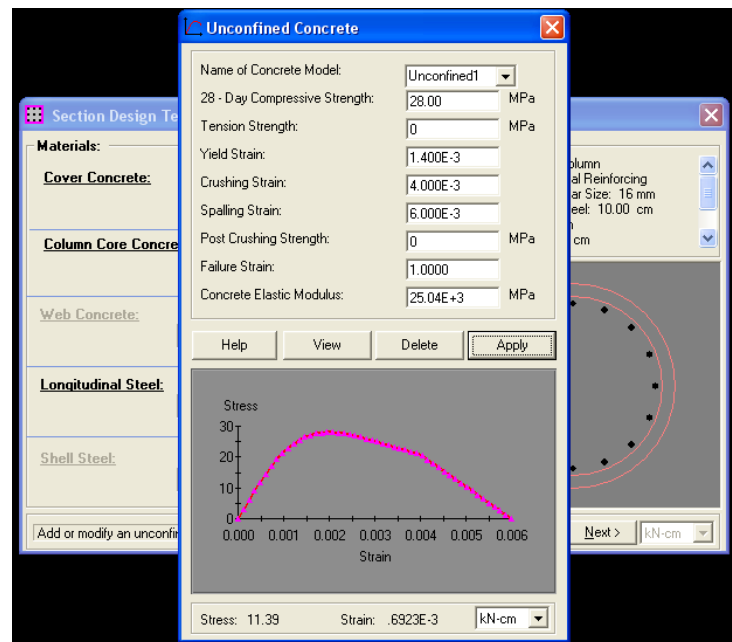 Unconfined Concrete
Name of Concrete Model: Unconfined1
28 - Day Compressive Strength: 28.00 MPa
Tension Strength: 0 MPa
Yield Strain: 1.400E-3
Crushing Strain: 4.000E-3
Spalling Strain: 6.000E-3
Post Crushing Strength: 0 MPa
Failure Strain: 1.0000
Concrete Elastic Modulus: 25.04E+3 MPa
Help View Delete Apply
Stress
30
20
10
0
0.000 0.001 0.002 0.003 0.004 0.005 0.006
Strain
Stress: 11.39 Strain: .6923E-3 kN-cm
Section Design Te
Materials:
Cover Concrete:
Column Core Concre
Web Concrete:
Longitudinal Steel:
Shell Steel:
Add or modify an unconfi
al Reinforcing
ar Size: 16 mm
eel: 10.00 cm
cm
Next > kN-cm